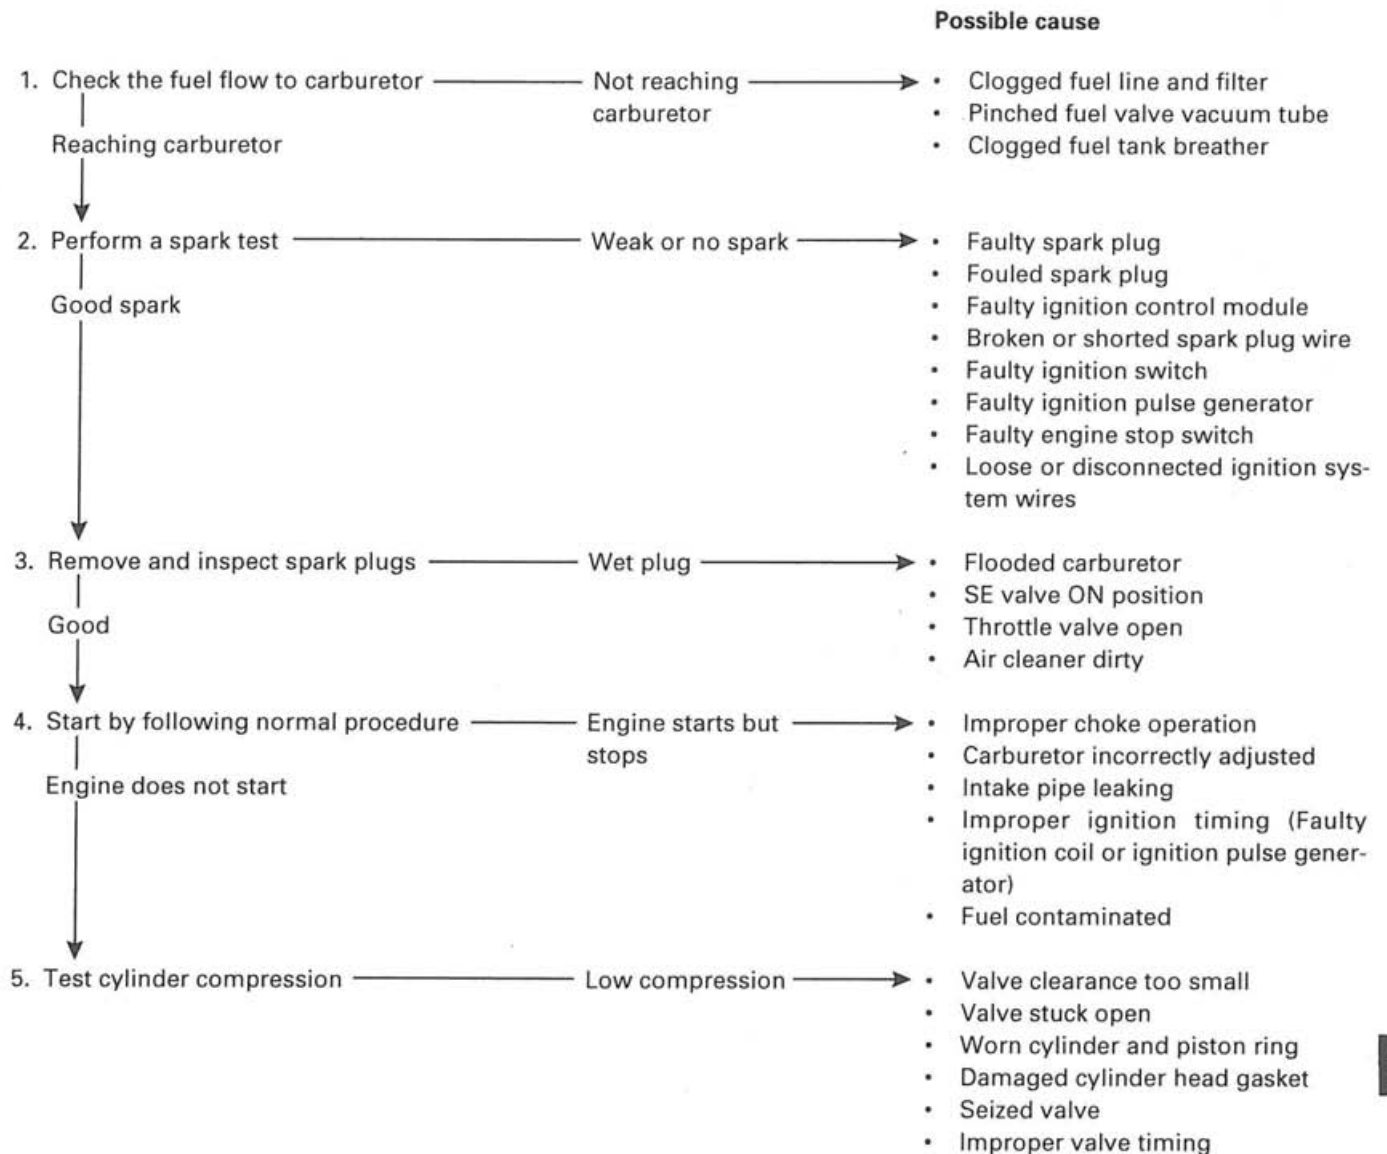 Possible cause
1. Check the fuel flow to carburetor
Not reaching
carburetor
• Clogged fuel line and filter
• Pinched fuel valve vacuum tube
• Clogged fuel tank breather
Reaching carburetor
2. Perform a spark test
Weak or no spark
• Faulty spark plug
• Fouled spark plug
• Faulty ignition control module
• Broken or shorted spark plug wire
• Faulty ignition switch
• Faulty ignition pulse generator
• Faulty engine stop switch
• Loose or disconnected ignition sys-
tem wires
Good spark
3. Remove and inspect spark plugs
Wet plug
• Flooded carburetor
• SE valve ON position
• Throttle valve open
• Air cleaner dirty
Good
4. Start by following normal procedure
Engine starts but
stops
• Improper choke operation
• Carburetor incorrectly adjusted
• Intake pipe leaking
• Improper ignition timing (Faulty
ignition coil or ignition pulse gener-
ator)
• Fuel contaminated
Engine does not start
5. Test cylinder compression
Low compression
• Valve clearance too small
• Valve stuck open
• Worn cylinder and piston ring
• Damaged cylinder head gasket
• Seized valve
• Improper valve timing